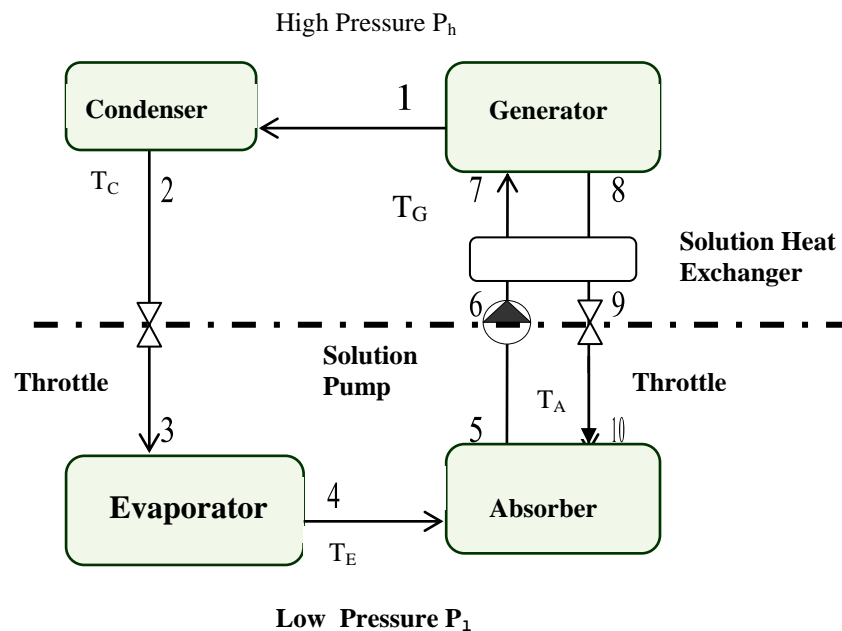 High Pressure Ph
Condenser
1
Generator
TC
2
7
8
TG
Solution Heat
Exchanger
6
9
Solution
Pump
Throttle
Throttle
TA
3
5
10
Evaporator
4
Absorber
TE
Low Pressure P1